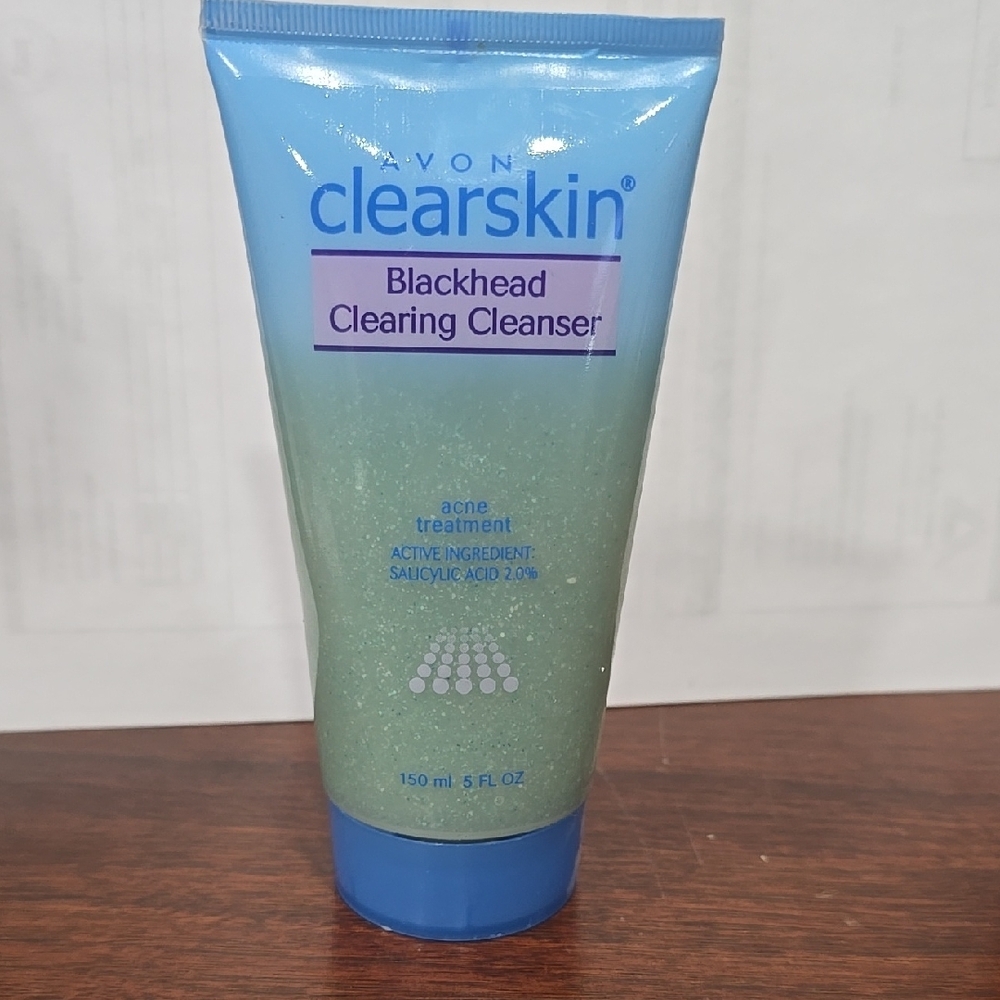 AVON
clearskin®
Blackhead
Clearing Cleanser
acne
treatment
ACTIVE INGREDIENT:
SALICYLIC ACID 2.0%
150 ml 5 FL OZ